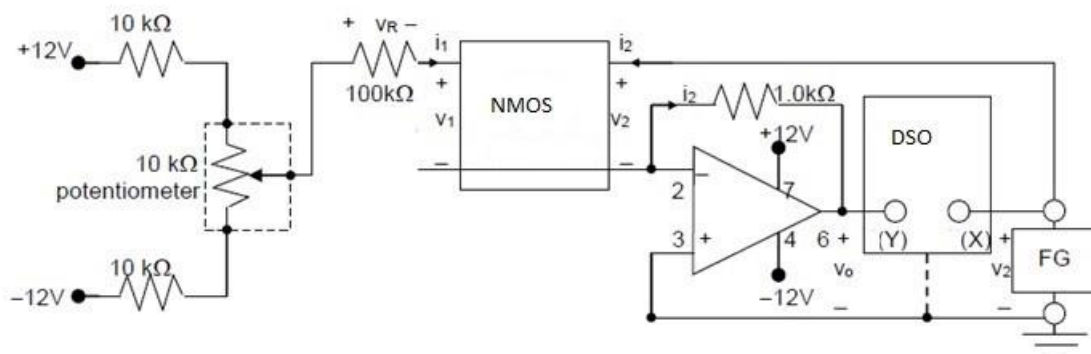 10 kΩ
+12V
+ vR –
100kΩ
i1
+
v1
–
NMOS
i2
+
v2
–
10 kΩ
potentiometer
10 kΩ
–12V
i2
1.0kΩ
+12V
–
2
7
3
+
4
6
–12V
+
vo
–
DSO
(Y)
(X)
+
v2
–
FG